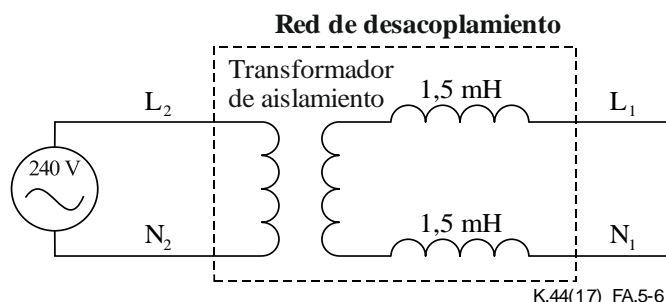 Red de desacoplamiento
Transformador
de aislamiento
1,5 mH
L2
L1
240 V
1,5 mH
N2
N1
K.44(17)_FA.5-6